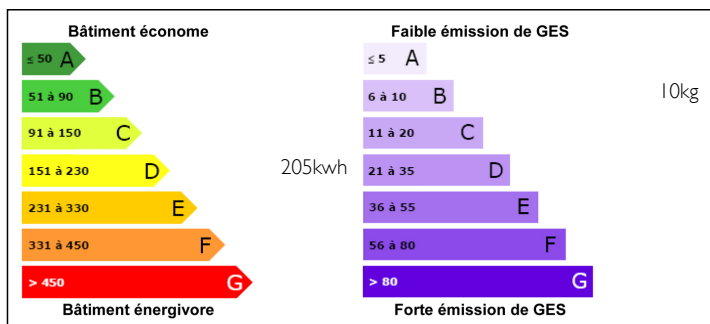 Bâtiment économe
≤ 50 A
51 à 90 B
91 à 150 C
151 à 230 D
205kwh
231 à 330 E
331 à 450 F
> 450 G
Bâtiment énergivore
Faible émission de GES
≤ 5 A
6 à 10 B
10kg
11 à 20 C
21 à 35 D
36 à 55 E
56 à 80 F
> 80 G
Forte émission de GES